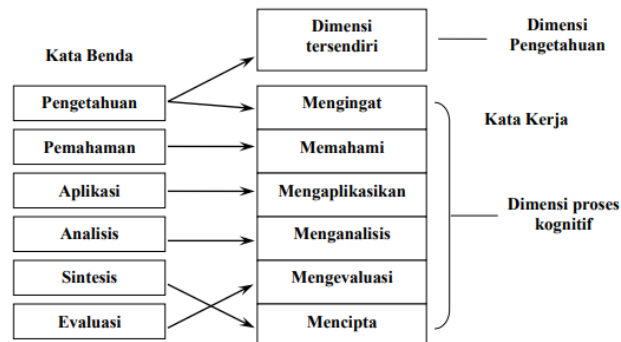 Dimensi
tersendiri
Dimensi
Pengetahuan
Kata Benda
Pengetahuan
Mengingat
Kata Kerja
Pemahaman
Memahami
Aplikasi
Mengaplikasikan
Dimensi proses
kognitif
Analisis
Menganalisis
Sintesis
Mengevaluasi
Evaluasi
Mencipta